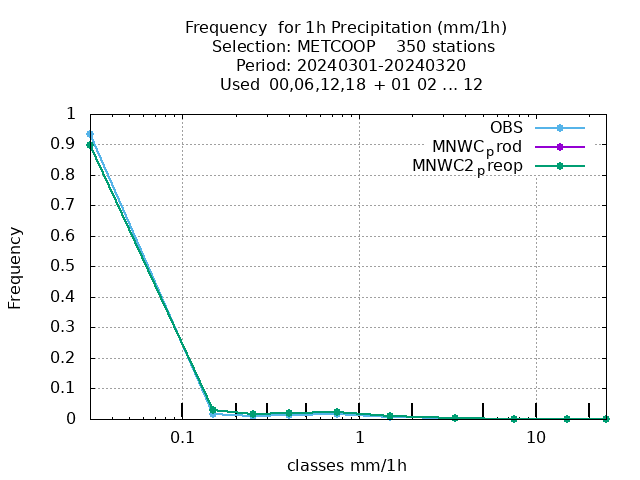 Frequency  for 1h Precipitation (mm/1h)
Selection: METCOOP    350 stations
Period: 20240301-20240320
Used  00,06,12,18  + 01 02 ... 12
1
0.9
0.8
0.7
0.6
0.5
0.4
0.3
0.2
0.1
0
Frequency
OBS
MNWCprod
MNWC2preop
0.1
1
10
classes mm/1h